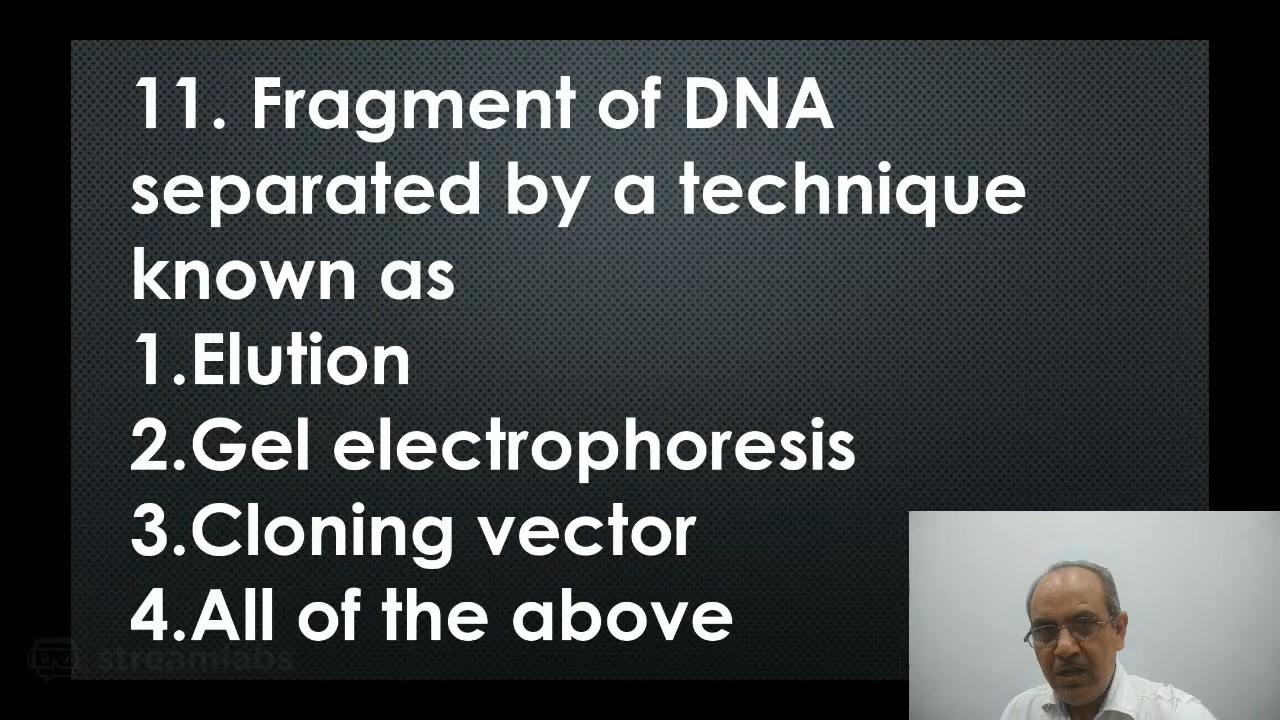 11. Fragment of DNA
separated by a technique
known as
1.Elution
2.Gel electrophoresis
3.Cloning vector
4.All of the above
streamlabs